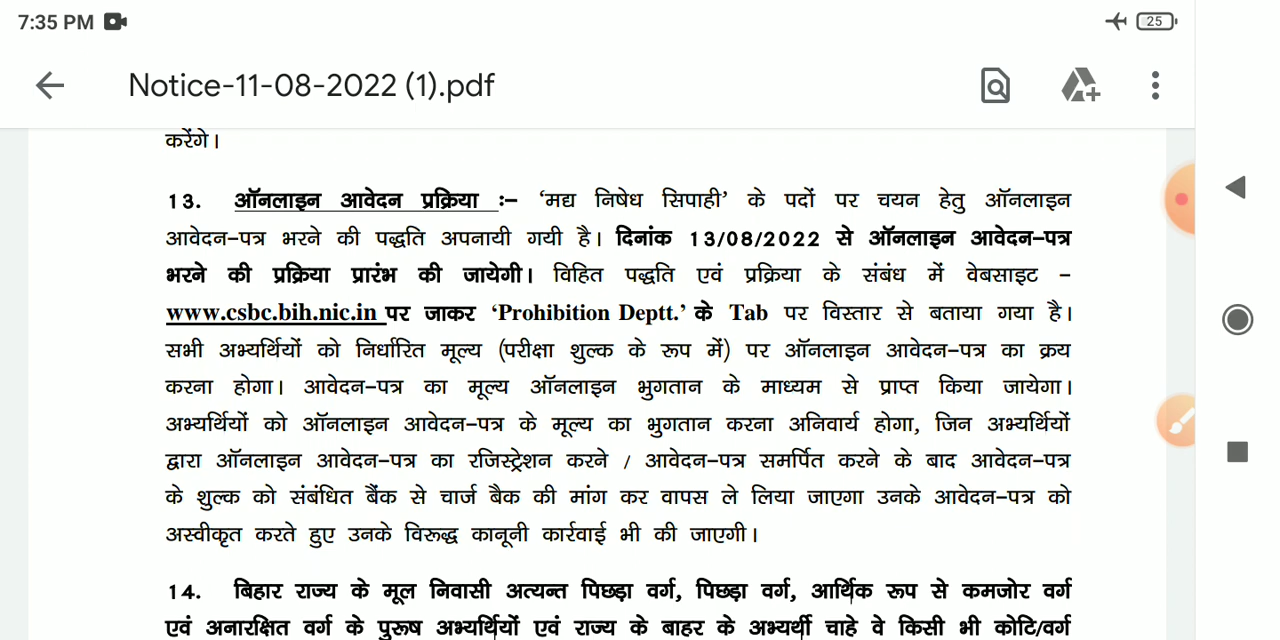 7:35 PM 25
Notice-11-08-2022 (1).pdf
करेंगे।
13. ऑनलाइन आवेदन प्रक्रिया :– ‘मद्य निषेध सिपाही’ के पदों पर चयन हेतु ऑनलाइन
आवेदन–पत्र भरने की पद्धति अपनायी गयी है। दिनांक 13/08/2022 से ऑनलाइन आवेदन–पत्र
भरने की प्रक्रिया प्रारंभ की जायेगी। विहित पद्धति एवं प्रक्रिया के संबंध में वेबसाइट –
www.csbc.bih.nic.in पर जाकर ‘Prohibition Deptt.’ के Tab पर विस्तार से बताया गया है।
सभी अभ्यर्थियों को निर्धारित मूल्य (परीक्षा शुल्क के रूप में) पर ऑनलाइन आवेदन–पत्र का क्रय
करना होगा। आवेदन–पत्र का मूल्य ऑनलाइन भुगतान के माध्यम से प्राप्त किया जायेगा।
अभ्यर्थियों को ऑनलाइन आवेदन–पत्र के मूल्य का भुगतान करना अनिवार्य होगा, जिन अभ्यर्थियों
द्वारा ऑनलाइन आवेदन–पत्र का रजिस्ट्रेशन करने / आवेदन–पत्र समर्पित करने के बाद आवेदन–पत्र
के शुल्क को संबंधित बैंक से चार्ज बैक की मांग कर वापस ले लिया जाएगा उनके आवेदन–पत्र को
अस्वीकृत करते हुए उनके विरूद्ध कानूनी कार्रवाई भी की जाएगी।
14. बिहार राज्य के मूल निवासी अत्यन्त पिछड़ा वर्ग, पिछड़ा वर्ग, आर्थिक रूप से कमजोर वर्ग
एवं अनारक्षित वर्ग के पुरूष अभ्यर्थियों एवं राज्य के बाहर के अभ्यर्थी चाहे वे किसी भी कोटि/वर्ग